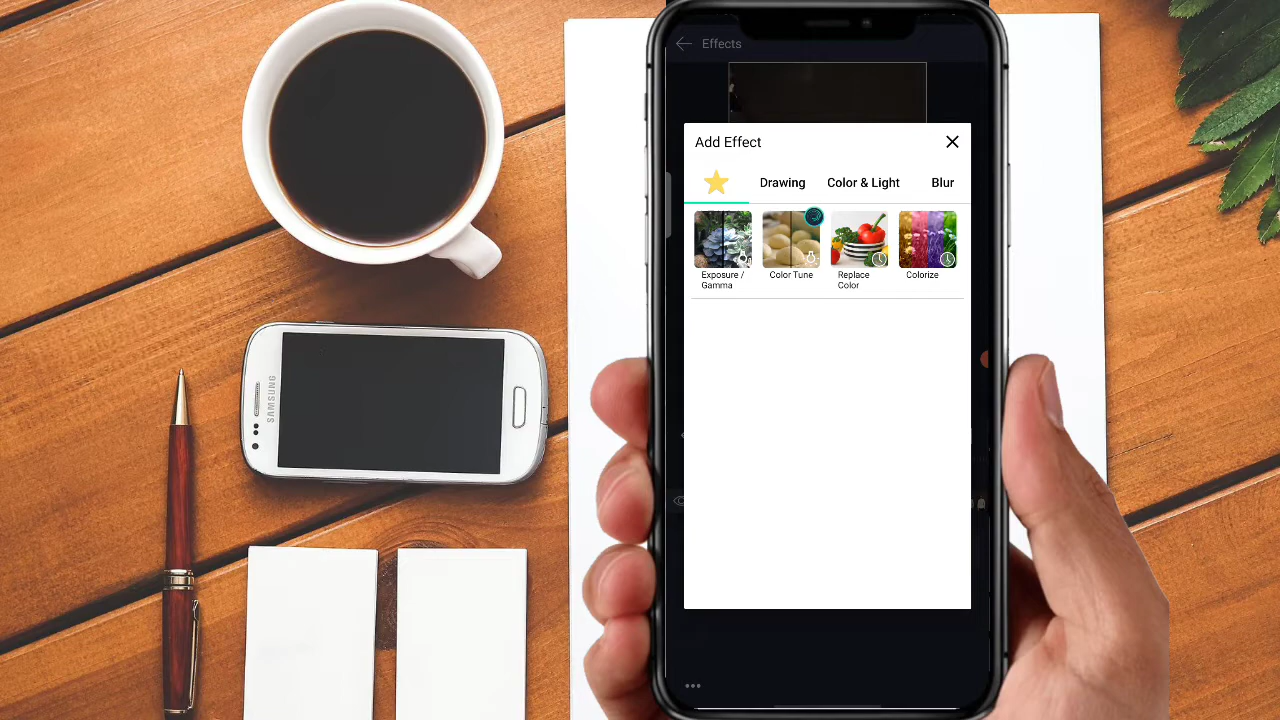 Effects
Add Effect
Drawing
Color & Light
Blur
Exposure /
Gamma
Color Tune
Replace
Color
Colorize
SAMSUNG